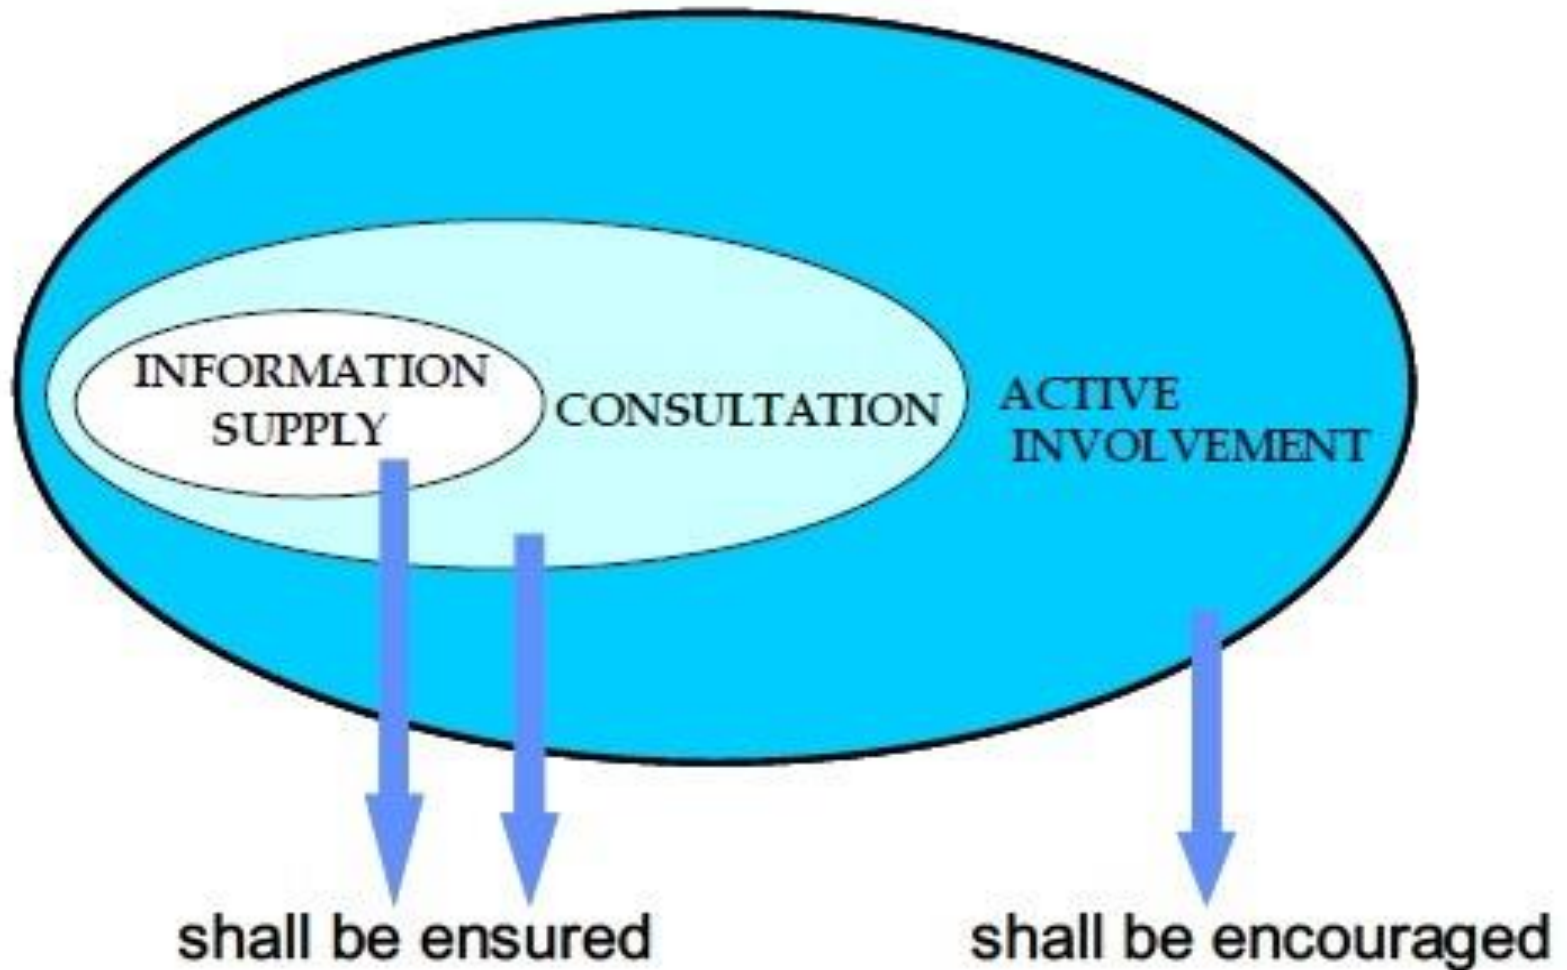 INFORMATION
SUPPLY
CONSULTATION
ACTIVE
INVOLVEMENT
shall be ensured
shall be encouraged